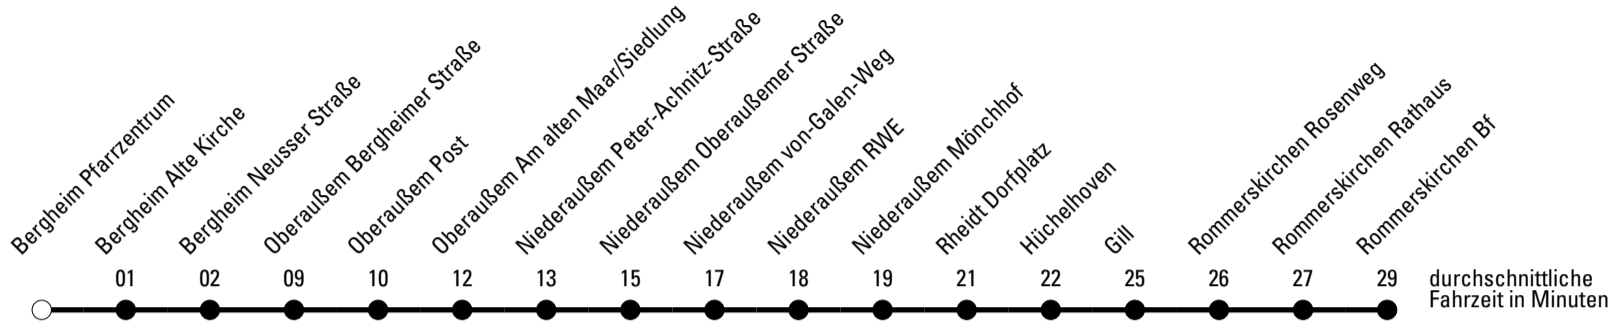 Bergheim Pfarrzentrum
Bergheim Alte Kirche
Bergheim Neusser Straße
Oberaußem Bergheimer Straße
Oberaußem Post
Oberaußem Am alten Maar/Siedlung
Niederaußem Peter-Achnitz-Straße
Niederaußem Oberaußemer Straße
Niederaußem von-Galen-Weg
Niederaußem RWE
Niederaußem Mönchhof
Rheidt Dorfplatz
Hüchelhoven
Gill
Rommerskirchen Rosenweg
Rommerskirchen Rathaus
Rommerskirchen Bf
01 02 09 10 12 13 15 17 18 19 21 22 25 26 27 29 durchschnittliche
Fahrzeit in Minuten